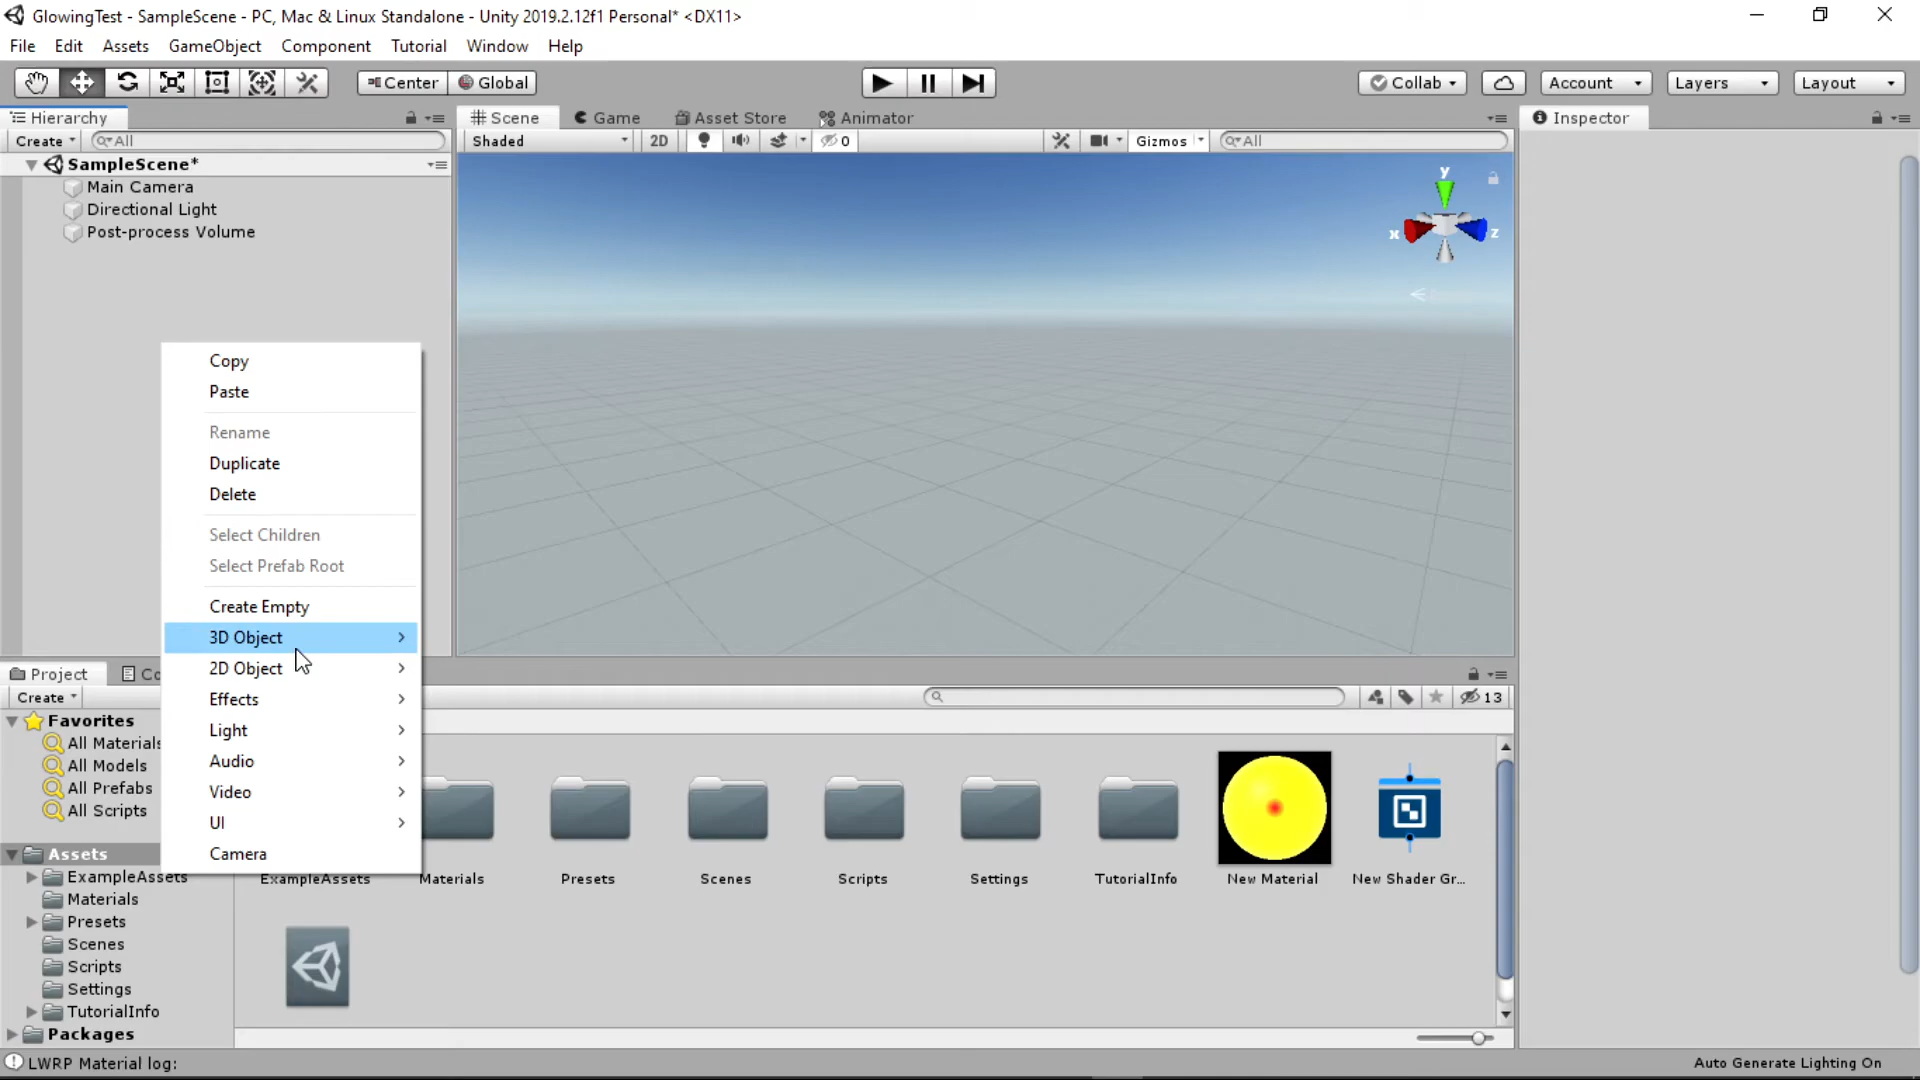 GlowingTest - SampleScene - PC, Mac & Linux Standalone - Unity 2019.2.12f1 Personal* <DX11>
File Edit Assets GameObject Component Tutorial Window Help
Center Global Collab Account Layers Layout
Hierarchy
Create All
SampleScene*
Main Camera
Directional Light
Post-process Volume
Scene Game Asset Store Animator
Shaded 2D 0 Gizmos All
y
x
z
Inspector
Copy
Paste
Rename
Duplicate
Delete
Select Children
Select Prefab Root
Create Empty
3D Object
2D Object
Effects
Light
Audio
Video
UI
Camera
Project Co
Create
13
Favorites
All Materials
All Models
All Prefabs
All Scripts
Assets
ExampleAssets
Materials
Presets
Scenes
Scripts
Settings
TutorialInfo
Packages
ExampleAssets Materials Presets Scenes Scripts Settings TutorialInfo New Material New Shader Gr...
LWRP Material log:
Auto Generate Lighting On